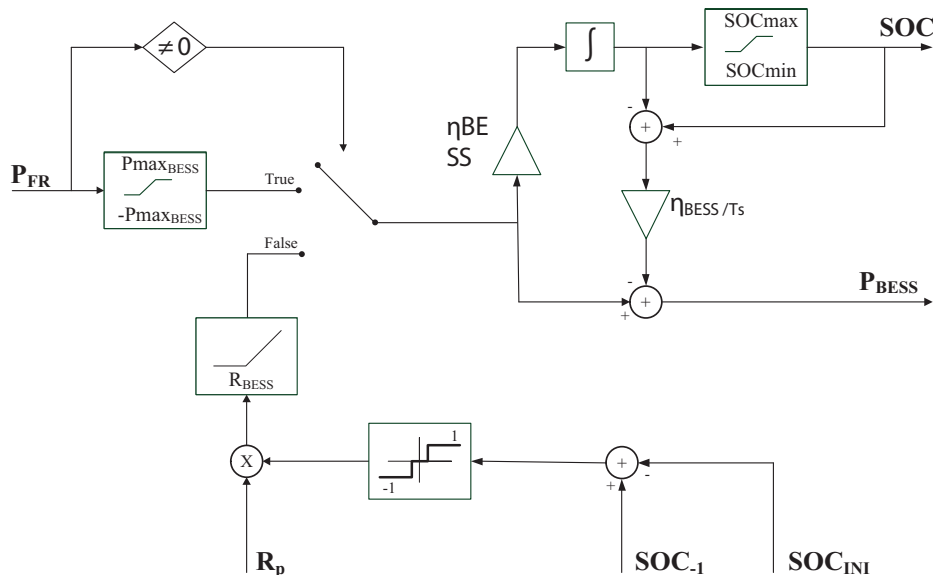 ≠0
∫
SOCmax
SOCmin
SOC
-
+
+
ηBE
SS
P_FR
Pmax_BESS
-Pmax_BESS
True
η_BESS/Ts
False
-
+
+
P_BESS
R_BESS
X
1
-1
+
+
-
R_p
SOC_-1
SOC_INI